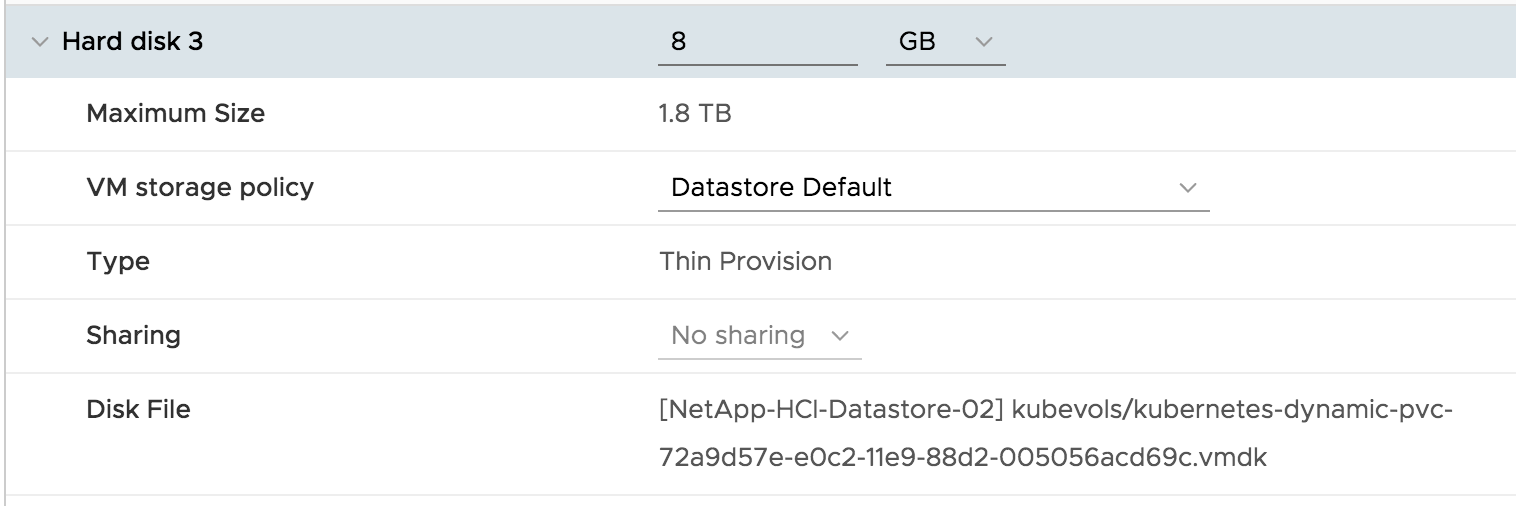 Hard disk 3 8 GB
Maximum Size 1.8 TB
VM storage policy Datastore Default
Type Thin Provision
Sharing No sharing
Disk File [NetApp-HCI-Datastore-02] kubevols/kubernetes-dynamic-pvc-
72a9d57e-e0c2-11e9-88d2-005056acd69c.vmdk